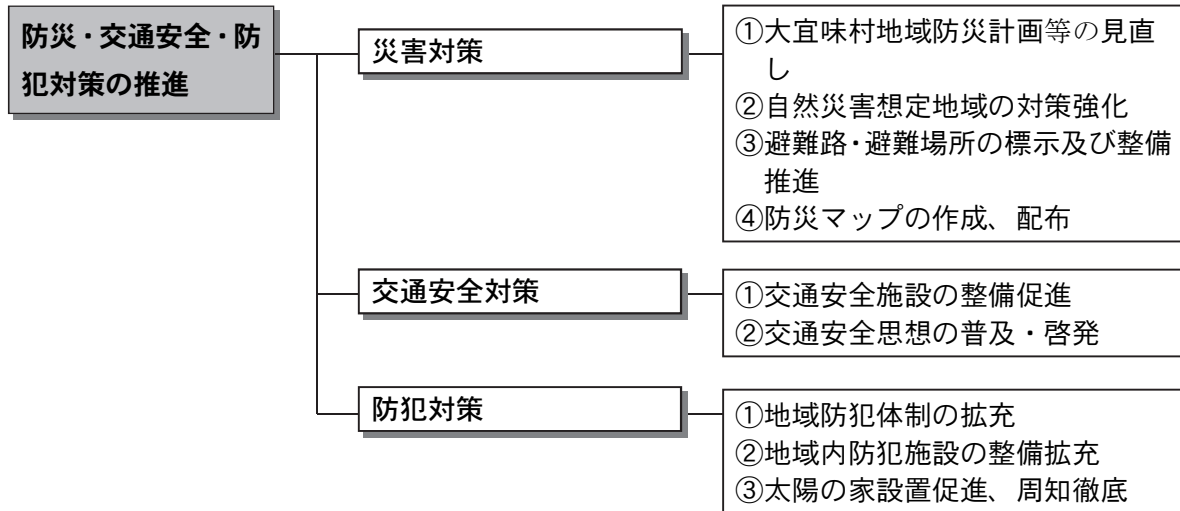 防災・交通安全・防
犯対策の推進
災害対策
①大宜味村地域防災計画等の見直
し
②自然災害想定地域の対策強化
③避難路・避難場所の標示及び整備
推進
④防災マップの作成、配布
交通安全対策
①交通安全施設の整備促進
②交通安全思想の普及・啓発
防犯対策
①地域防犯体制の拡充
②地域内防犯施設の整備拡充
③太陽の家設置促進、周知徹底